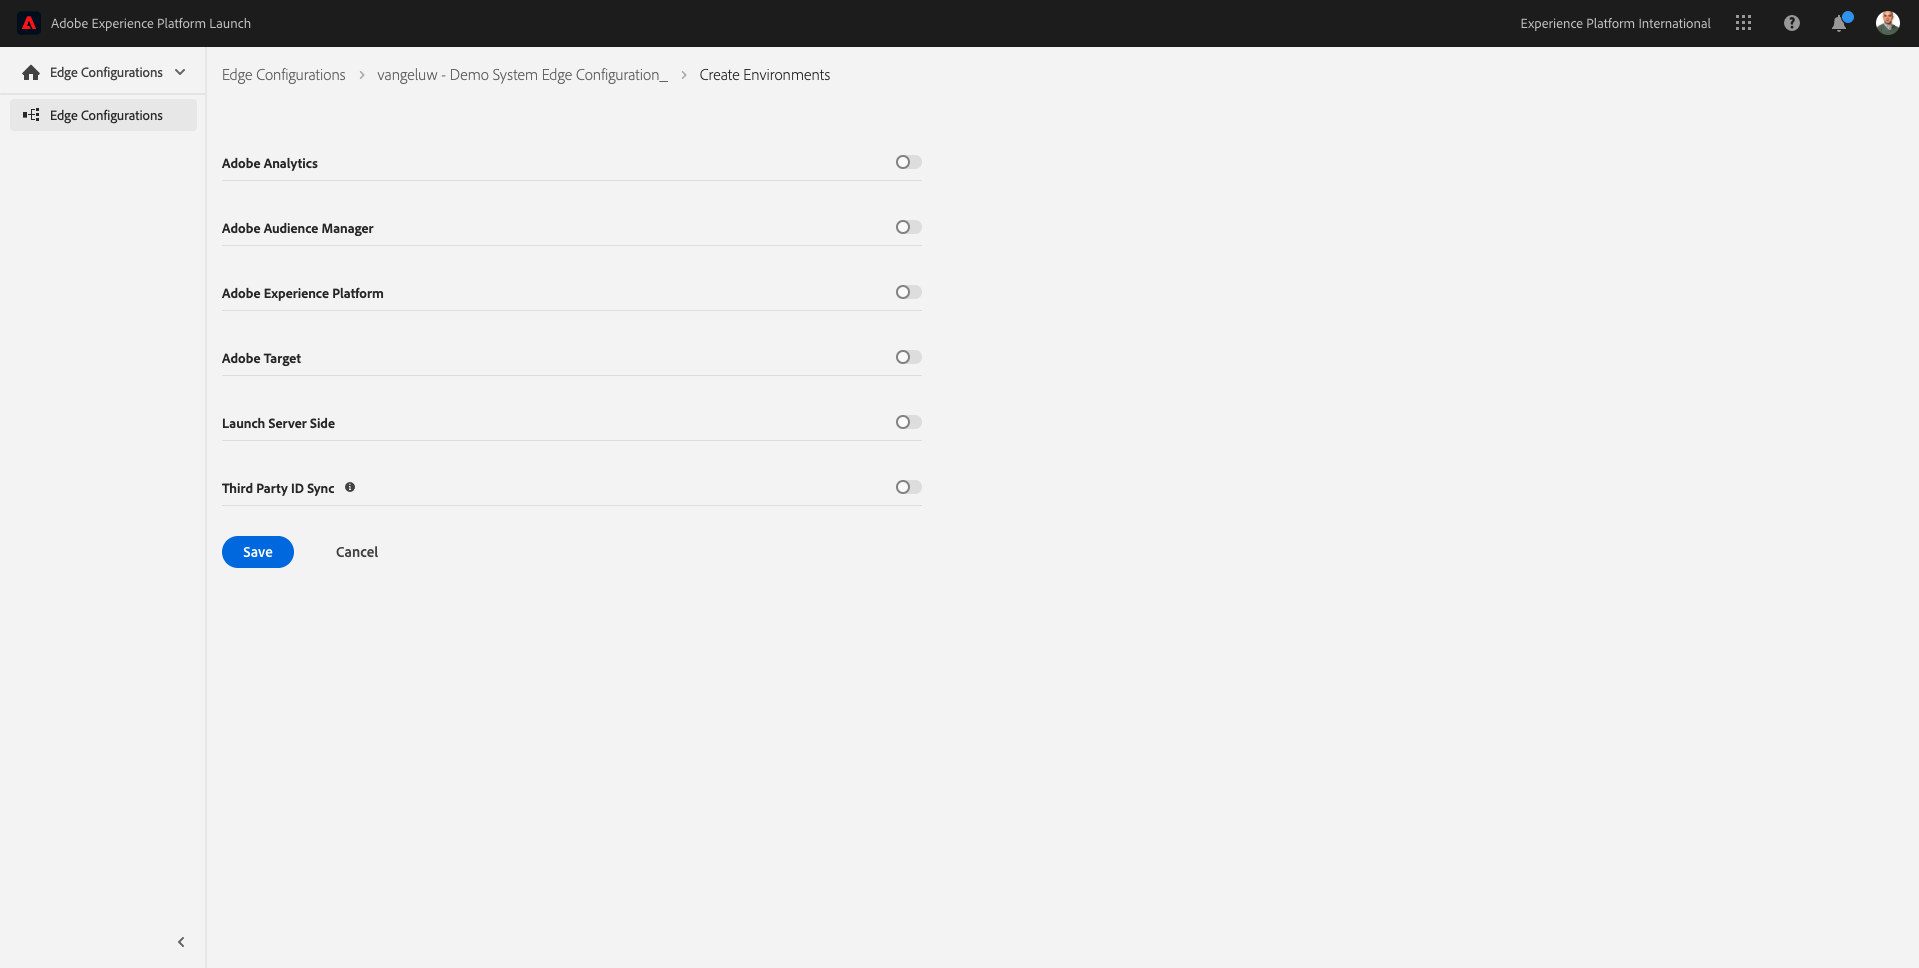 Adobe Experience Platform Launch
Experience Platform International
Edge Configurations
Edge Configurations
Edge Configurations > vangeluw - Demo System Edge Configuration_ > Create Environments
Adobe Analytics
Adobe Audience Manager
Adobe Experience Platform
Adobe Target
Launch Server Side
Third Party ID Sync
Save Cancel